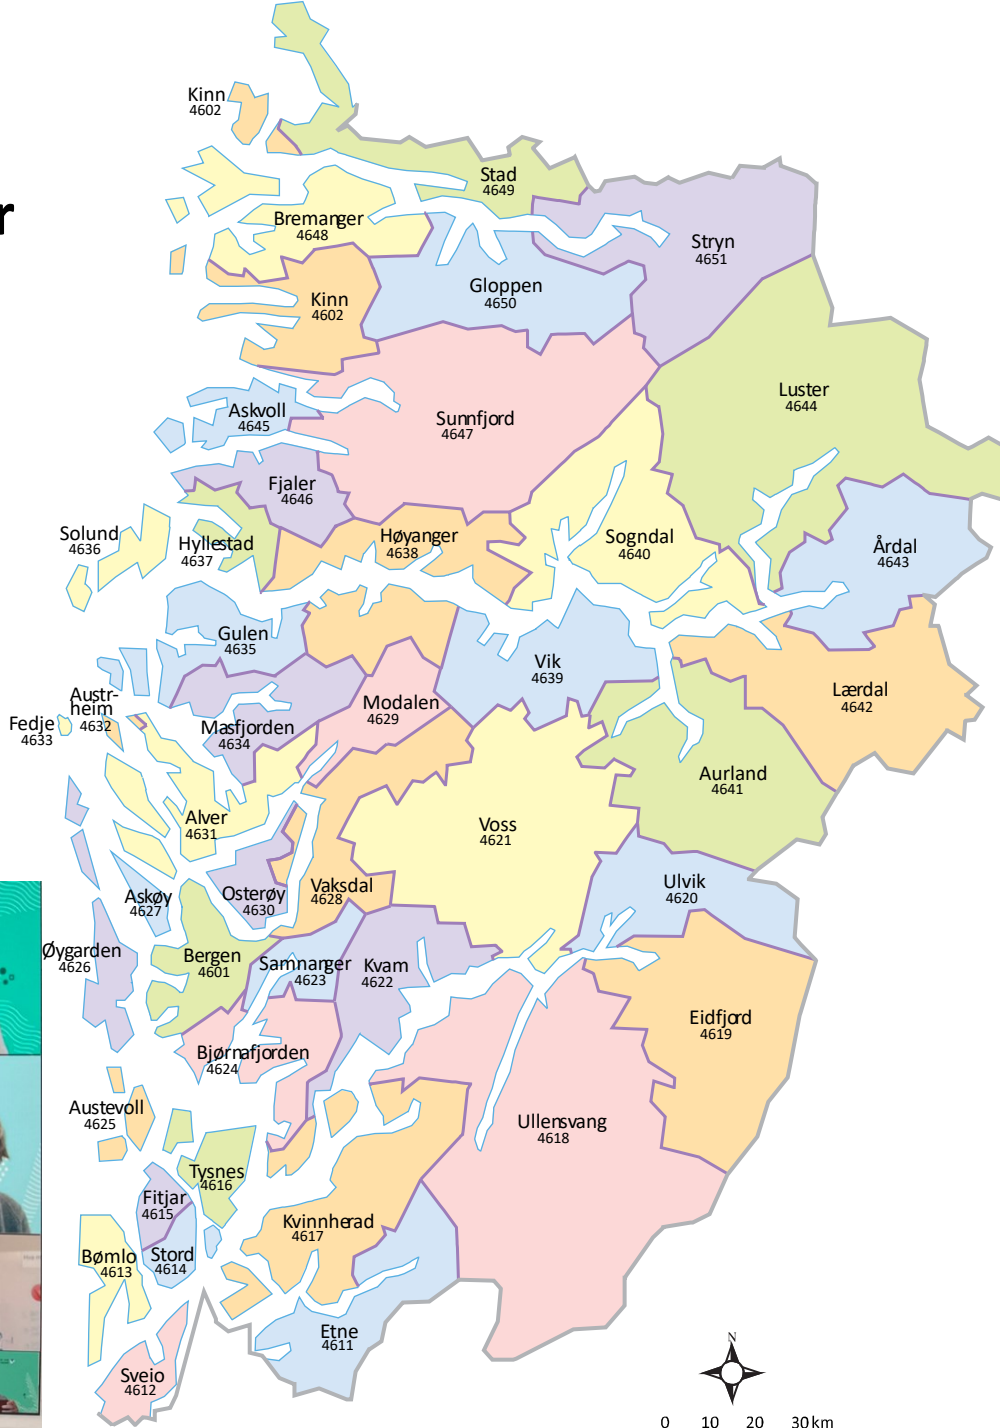 Kinn
4602
r
Stad
4649
Bremanger
4648
Stryn
4651
Gloppen
4650
Kinn
4602
Luster
4644
Askvoll
4645
Sunnfjord
4647
Fjaler
4646
Solund
4636
Hyllestad
4637
Høyanger
4638
Sogndal
4640
Årdal
4643
Gulen
4635
Vik
4639
Lærdal
4642
Austr-
heim
4632
Fedje
4633
Modalen
4629
Masfjorden
4634
Aurland
4641
Alver
4631
Voss
4621
Ulvik
4620
Vaksdal
4628
Osterøy
4630
Askøy
4627
Øygarden
4626
Bergen
4601
Samnanger
4623
Kvam
4622
Eidfjord
4619
Bjørnafjorden
4624
Austevoll
4625
Ullensvang
4618
Tysnes
4616
Fitjar
4615
Kvinnherad
4617
Bømlo
4613
Stord
4614
Etne
4611
Sveio
4612
N
0 10 20 30 km